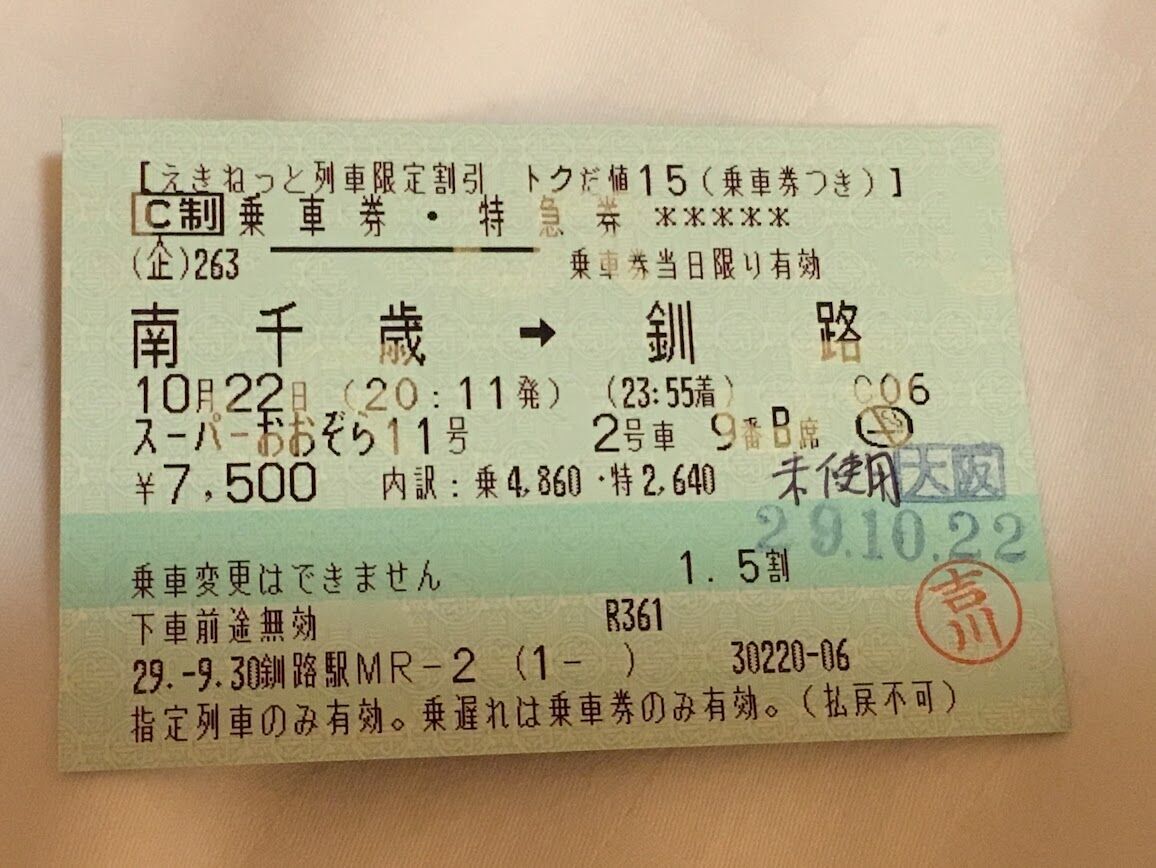 [えきねっと列車限定割引 トクだ値15(乗車券つき)]
C制 乗車券・特急券 *****
(企)263 乗車券当日限り有効
南千歳 → 釧路
10月22日 (20:11発) (23:55着) C06
スーパーおおぞら11号 2号車 9番B席
¥7,500 内訳:乗4,860・特2,640 未使用 大阪
29.10.22
乗車変更はできません 1.5割
下車前途無効 R361 吉川
29.-9.30釧路駅MR-2 (1- ) 30220-06
指定列車のみ有効。乗遅れは乗車券のみ有効。(払戻不可)